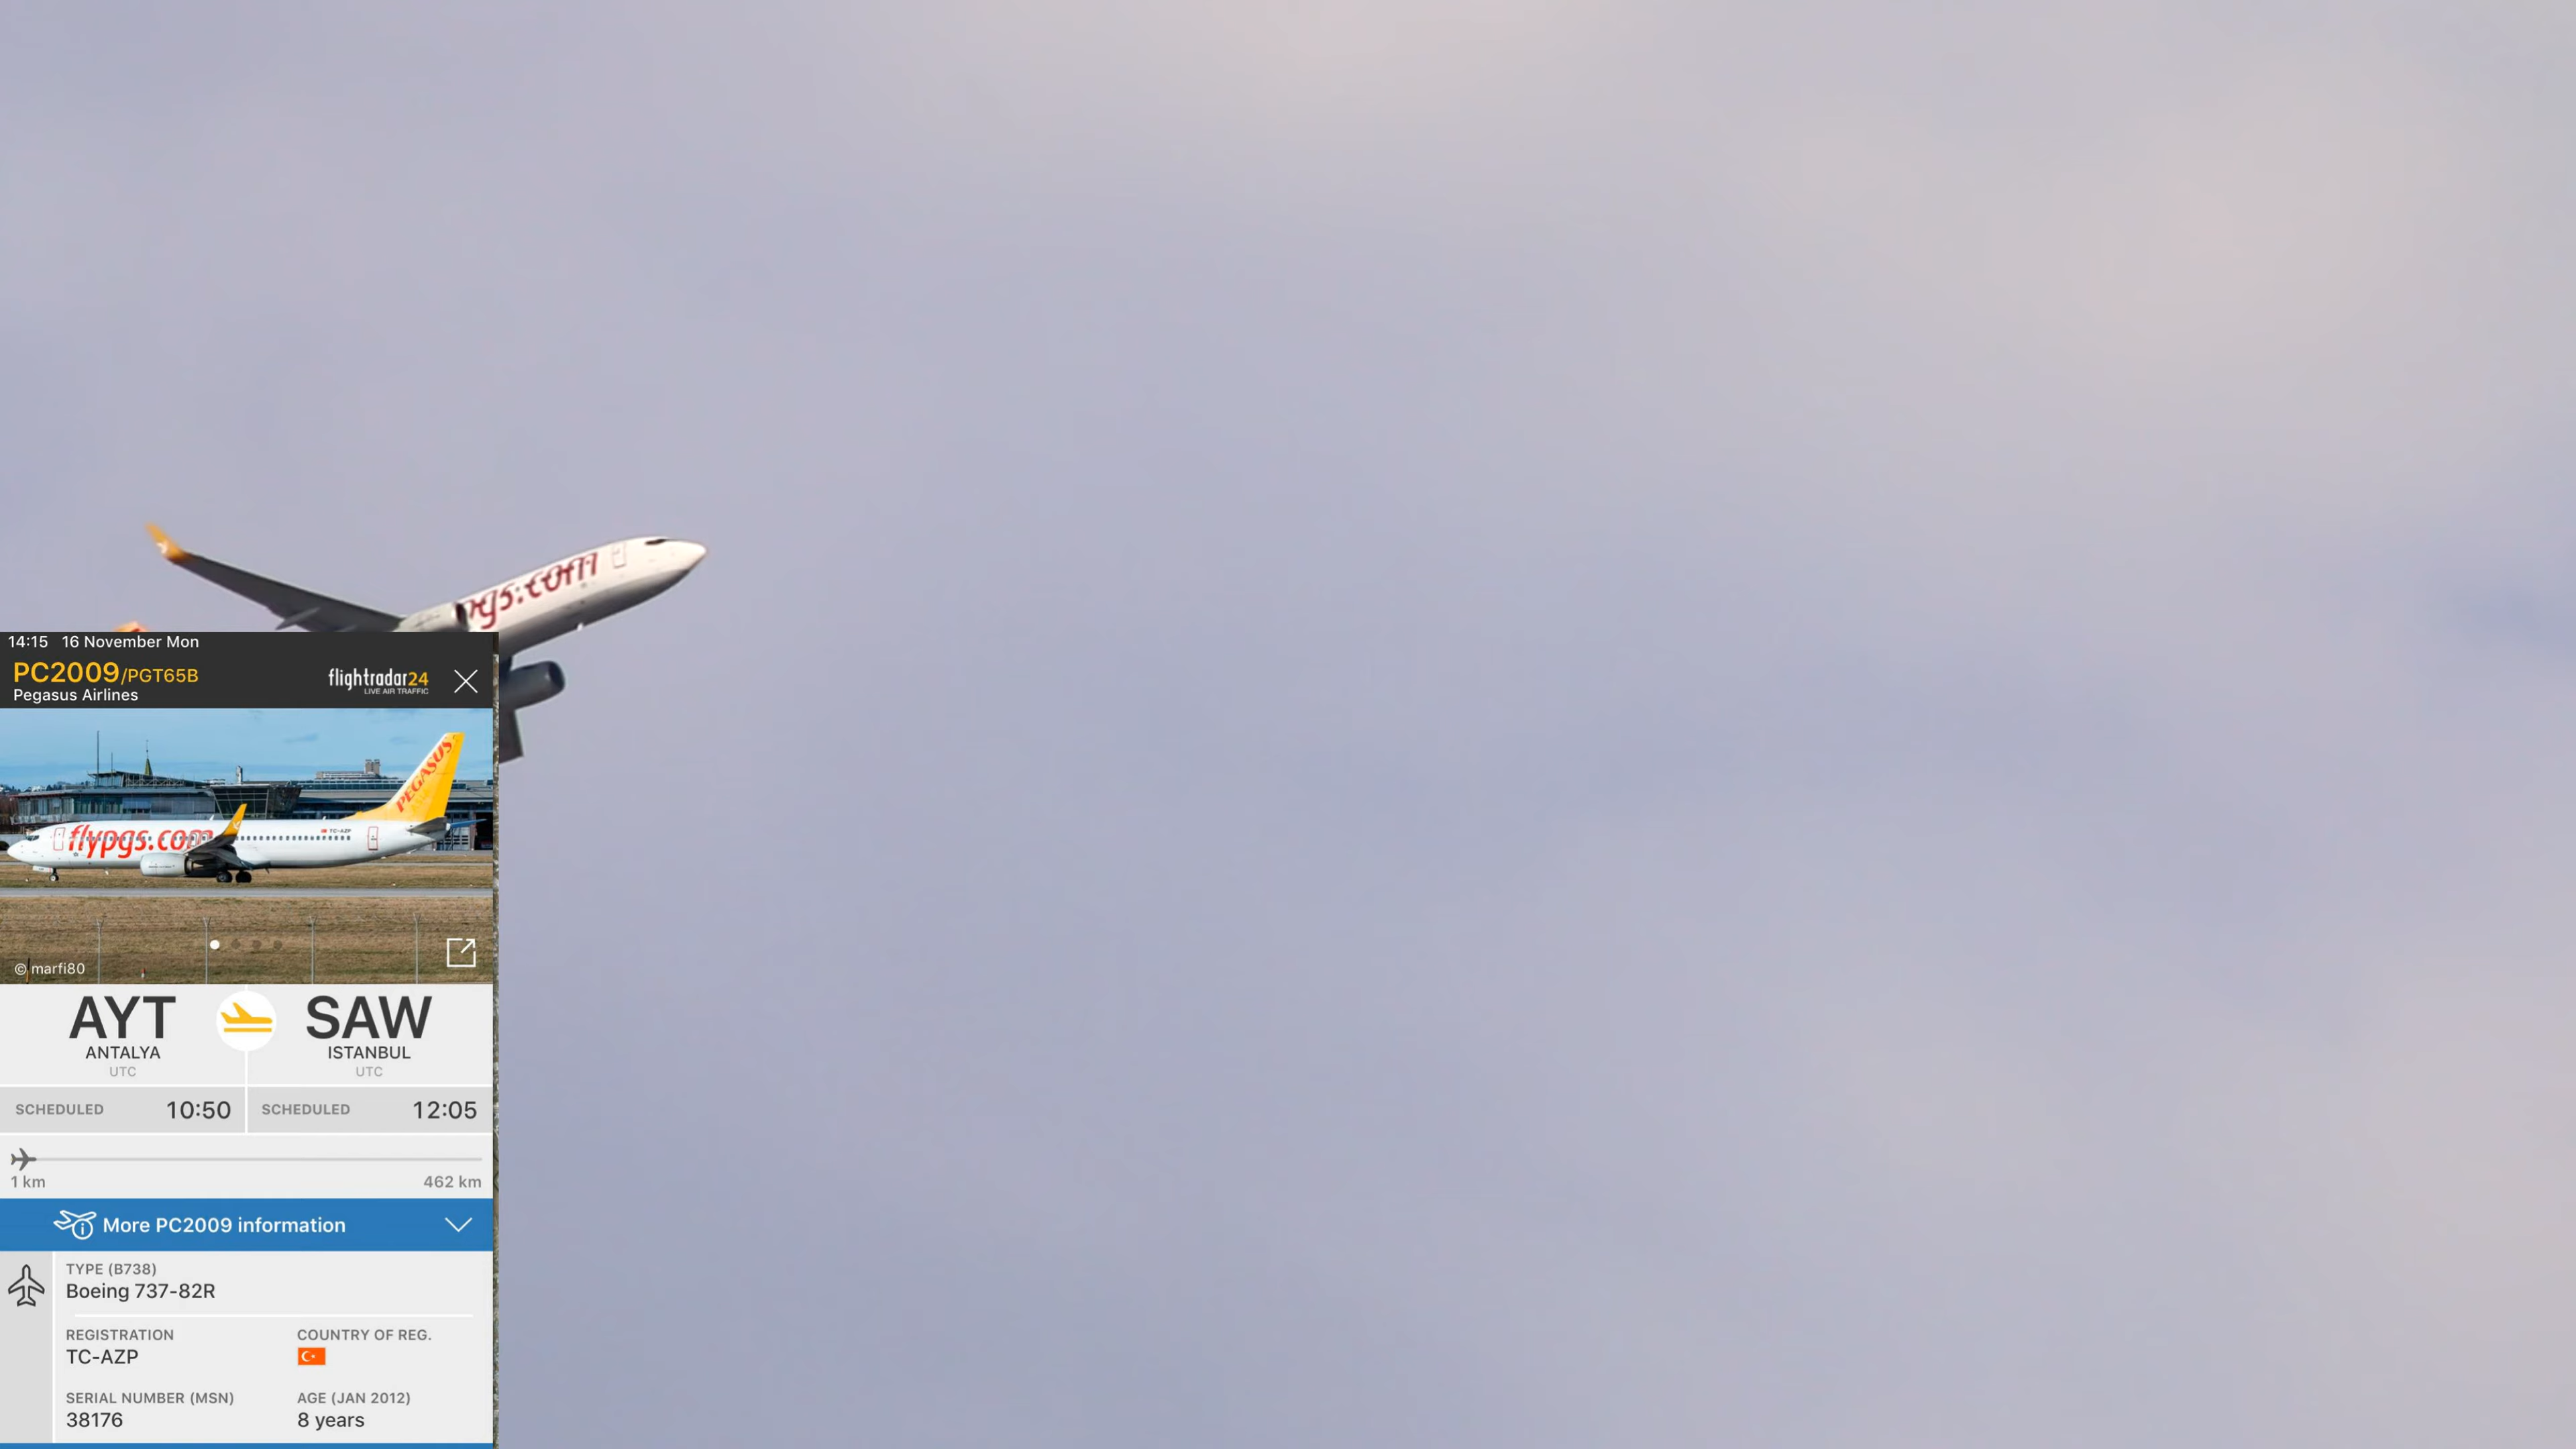 pgs.com
14:15 16 November Mon
PC2009/PGT65B
Pegasus Airlines
flightradar24
LIVE AIR TRAFFIC
PEGASUS
flypgs.com
TC-AZP
© marfi80
AYT
ANTALYA
UTC
SAW
ISTANBUL
UTC
SCHEDULED 10:50
SCHEDULED 12:05
1 km
462 km
More PC2009 information
TYPE (B738)
Boeing 737-82R
REGISTRATION
TC-AZP
COUNTRY OF REG.
SERIAL NUMBER (MSN)
38176
AGE (JAN 2012)
8 years